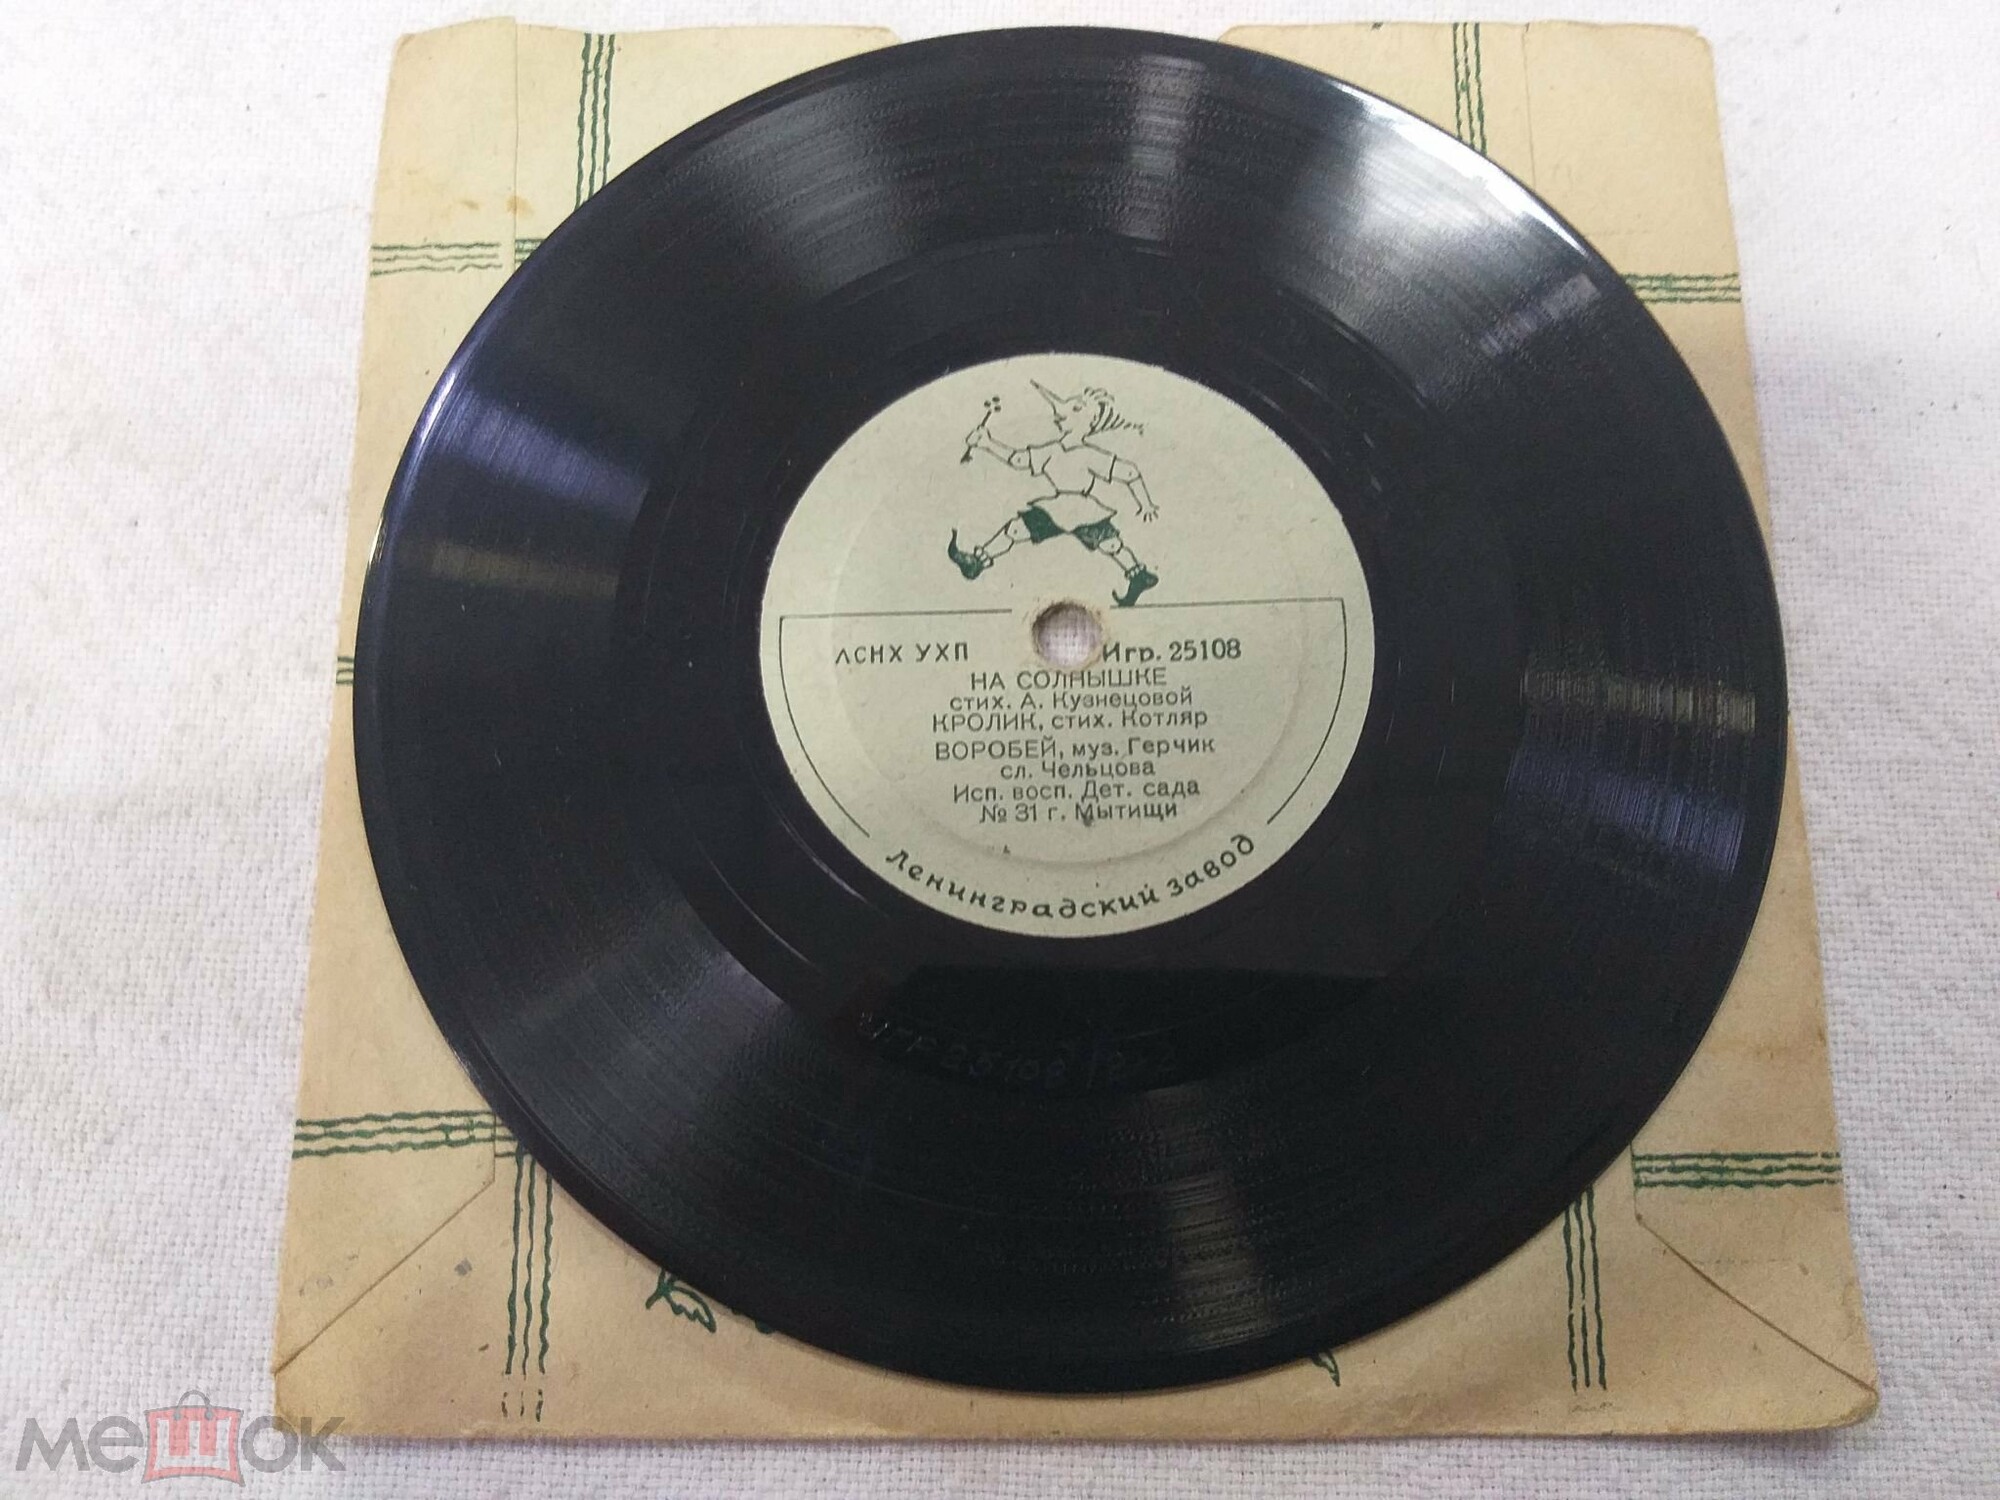 ЛСНХ УХП Игр. 25108
НА СОЛНЫШКЕ
стих. А. Кузнецовой
КРОЛИК, стих. Котляр
ВОРОБЕЙ, муз. Герчик
сл. Чельцова
Исп. восп. Дет. сада
№ 31 г. Мытищи
Ленинградский завод
мешок